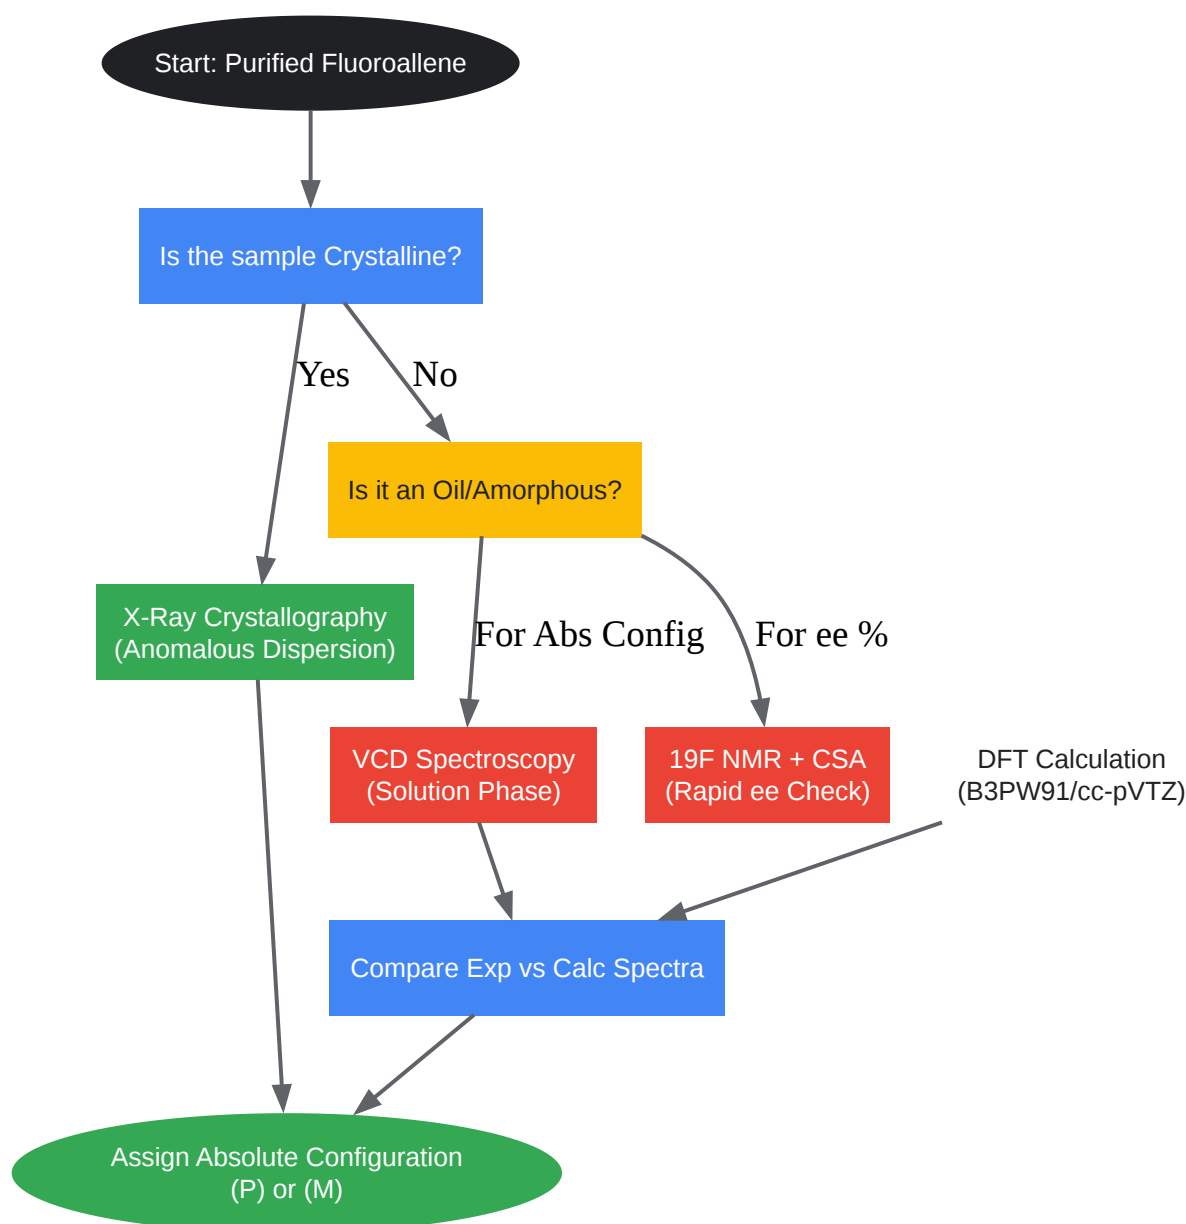 Start: Purified Fluoroallene
Is the sample Crystalline?
Yes
No
Is it an Oil/Amorphous?
X-Ray Crystallography
(Anomalous Dispersion)
For Abs Config
For ee %
VCD Spectroscopy
(Solution Phase)
19F NMR + CSA
(Rapid ee Check)
DFT Calculation
(B3PW91/cc-pVTZ)
Compare Exp vs Calc Spectra
Assign Absolute Configuration
(P) or (M)